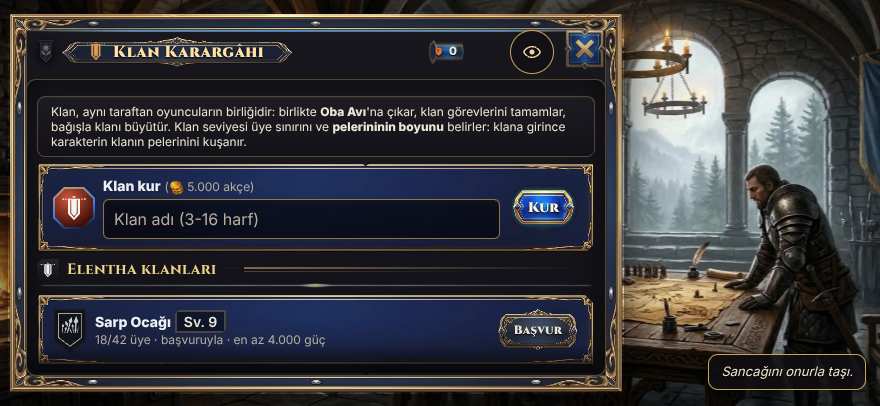 KLAN KARARGÂHI
0
Klan, aynı taraftan oyuncuların birliğidir: birlikte Oba Avı'na çıkar, klan görevlerini tamamlar,
bağışla klanı büyütür. Klan seviyesi üye sınırını ve pelerininin boyunu belirler: klana girince
karakterin klanın pelerinini kuşanır.
Klan kur (5.000 akçe)
Klan adı (3-16 harf)
KUR
ELENTHA KLANLARI
Sarp Ocağı Sv. 9
18/42 üye · başvuruyla · en az 4.000 güç
BAŞVUR
Sancağını onurla taşı.